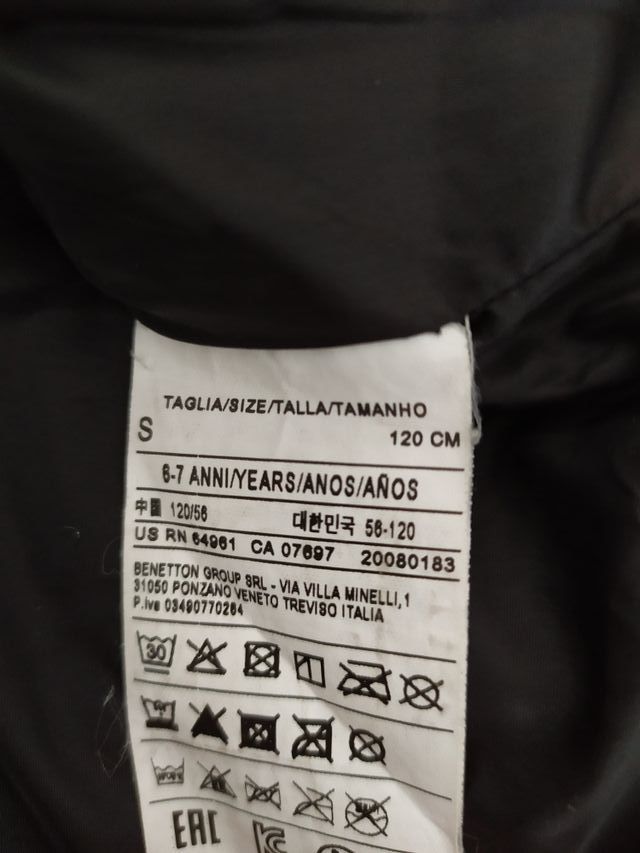 TAGLIA/SIZE/TALLA/TAMANHO
S 120 CM
6-7 ANNI/YEARS/ANOS/AÑOS
中國 120/56 대한민국 56-120
US RN 64961 CA 07697 20080183
BENETTON GROUP SRL - VIA VILLA MINELLI,1
31050 PONZANO VENETO TREVISO ITALIA
P.iva 03490770264
30
EAC